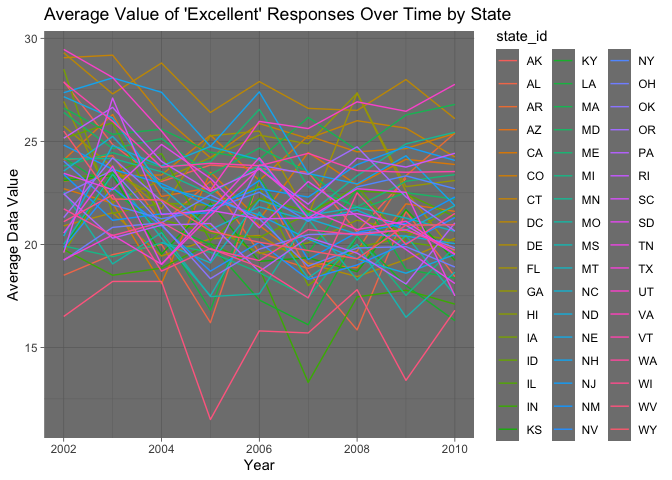 Average Value of 'Excellent' Responses Over Time by State
state_id
30
25
20
15
Average Data Value
2002 2004 2006 2008 2010
Year
AK KY NY
AL LA OH
AR MA OK
AZ MD OR
CA ME PA
CO MI RI
CT MN SC
DC MO SD
DE MS TN
FL MT TX
GA NC UT
HI ND VA
IA NE VT
ID NH WA
IL NJ WI
IN NM WV
KS NV WY